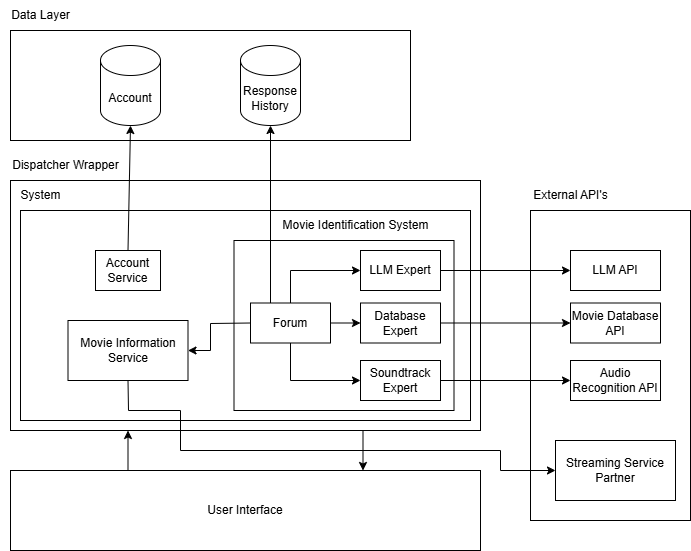 Data Layer
Account
Response
History
Dispatcher Wrapper
System
External API's
Movie Identification System
Account
Service
LLM Expert
LLM API
Forum
Database
Expert
Movie Database
API
Movie Information
Service
Soundtrack
Expert
Audio
Recognition API
Streaming Service
Partner
User Interface